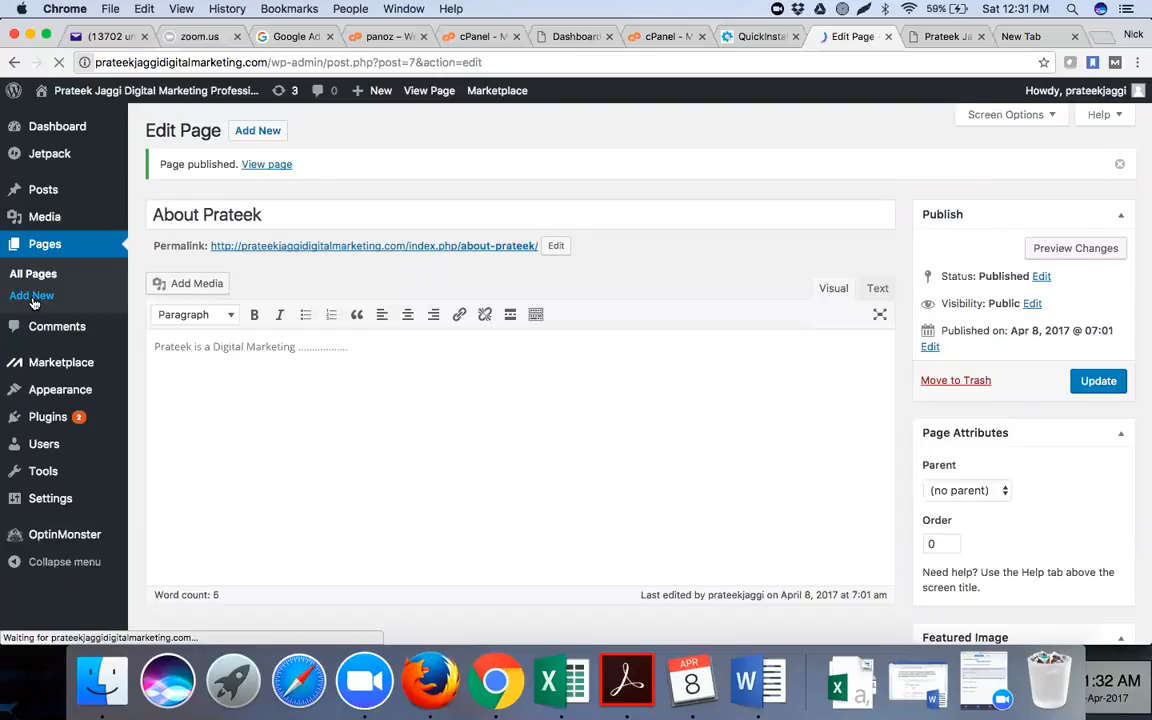 Chrome File Edit View History Bookmarks People Window Help 59% Sat 12:31 PM
(13702 un zoom.us Google Ad panoz – We cPanel - M Dashboard cPanel - M QuickInstal Edit Page Prateek Ja New Tab Nick
prateekjaggidigitalmarketing.com/wp-admin/post.php?post=7&action=edit
Prateek Jaggi Digital Marketing Professi... 3 0 New View Page Marketplace Howdy, prateekjaggi
Screen Options Help
Dashboard
Jetpack
Posts
Media
Pages
All Pages
Add New
Comments
Marketplace
Appearance
Plugins 2
Users
Tools
Settings
OptinMonster
Collapse menu
Edit Page Add New
Page published. View page
About Prateek
Permalink: http://prateekjaggidigitalmarketing.com/index.php/about-prateek/ Edit
Add Media
Visual Text
Paragraph
Prateek is a Digital Marketing ..................
Word count: 5 Last edited by prateekjaggi on April 8, 2017 at 7:01 am
Publish
Preview Changes
Status: Published Edit
Visibility: Public Edit
Published on: Apr 8, 2017 @ 07:01
Edit
Move to Trash Update
Page Attributes
Parent
(no parent)
Order
0
Need help? Use the Help tab above the
screen title.
Featured Image
Waiting for prateekjaggidigitalmarketing.com...
APR
8
1:32 AM
-Apr-2017